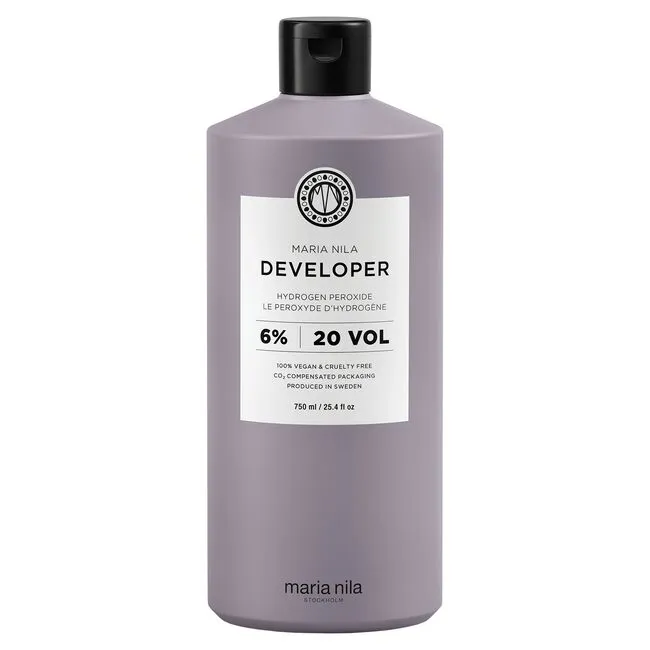 MARIA NILA
DEVELOPER
HYDROGEN PEROXIDE
LE PEROXYDE D'HYDROGÈNE
6% | 20 VOL
100% VEGAN & CRUELTY FREE
CO₂ COMPENSATED PACKAGING
PRODUCED IN SWEDEN
750 ml / 25.4 fl oz
maria nila
STOCKHOLM